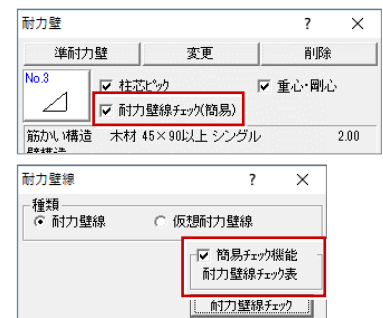 耐力壁 ? ×
準耐力壁 変更 削除
No.3 柱芯ピック 重心・剛心
耐力壁線チェック(簡易)
筋かい構造 木材 45×90以上 シングル 2.00
耐力壁線 ? ×
種類
耐力壁線 仮想耐力壁線
簡易チェック機能
耐力壁線チェック表
耐力壁線チェック